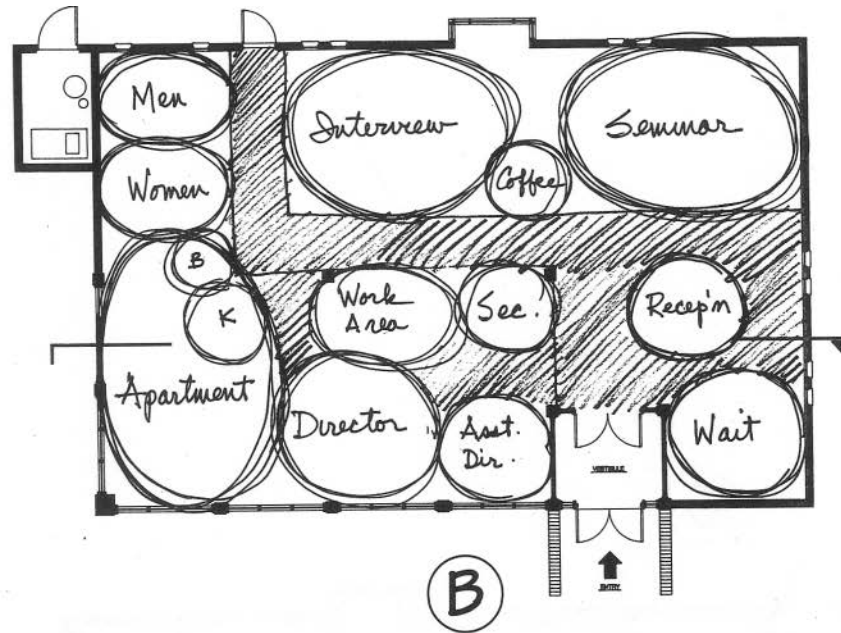 Men
Interview
Seminar
Women
Coffee
B
K
Work
Area
Sec.
Recep'n
Apartment
Director
Asst.
Dir.
Wait
VESTIBULE
ENTRY
B